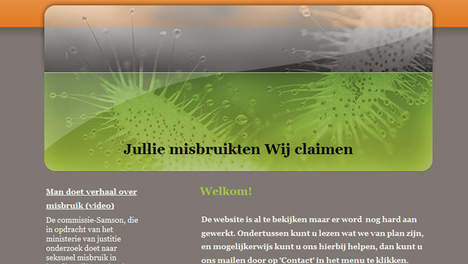 Jullie misbruikten Wij claimen
Man doet verhaal over
misbruik (video)
De commissie-Samson, die
in opdracht van het
ministerie van justitie
onderzoek doet naar
seksueel misbruik in
Welkom!
De website is al te bekijken maar er word nog hard aan
gewerkt. Ondertussen kunt u lezen wat we van plan zijn,
en mogelijkerwijs kunt u ons hierbij helpen, dan kunt u
ons mailen door op 'Contact' in het menu te klikken.